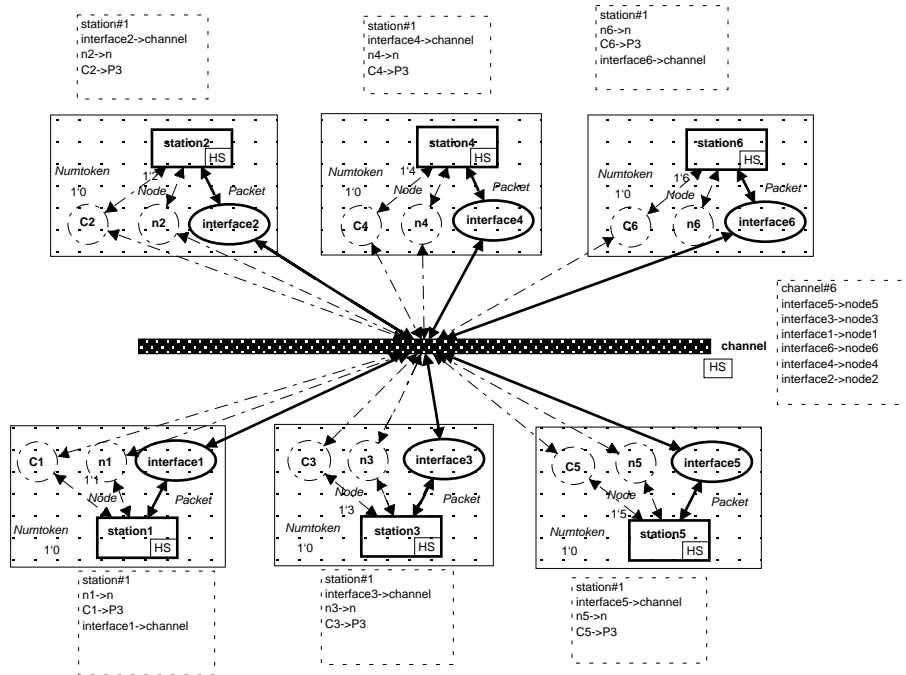 station#1
interface2->channel
n2->n
C2->P3
station#1
interface4->channel
n4->n
C4->P3
station#1
n6->n
C6->P3
interface6->channel
station2
HS
Numtoken
1'0
1'2
Node
Packet
C2
n2
interface2
station4
HS
Numtoken
1'0
1'4
Node
Packet
C4
n4
interface4
station6
HS
Numtoken
1'0
1'6
Node
Packet
C6
n6
interface6
channel
HS
channel#6
interface5->node5
interface3->node3
interface1->node1
interface6->node6
interface4->node4
interface2->node2
C1
n1
interface1
1'1
Node
Packet
Numtoken
1'0
station1
HS
C3
n3
interface3
Node
Packet
1'3
Numtoken
1'0
station3
HS
C5
n5
interface5
Node
Packet
1'5
Numtoken
1'0
station5
HS
station#1
n1->n
C1->P3
interface1->channel
station#1
interface3->channel
n3->n
C3->P3
station#1
interface5->channel
n5->n
C5->P3